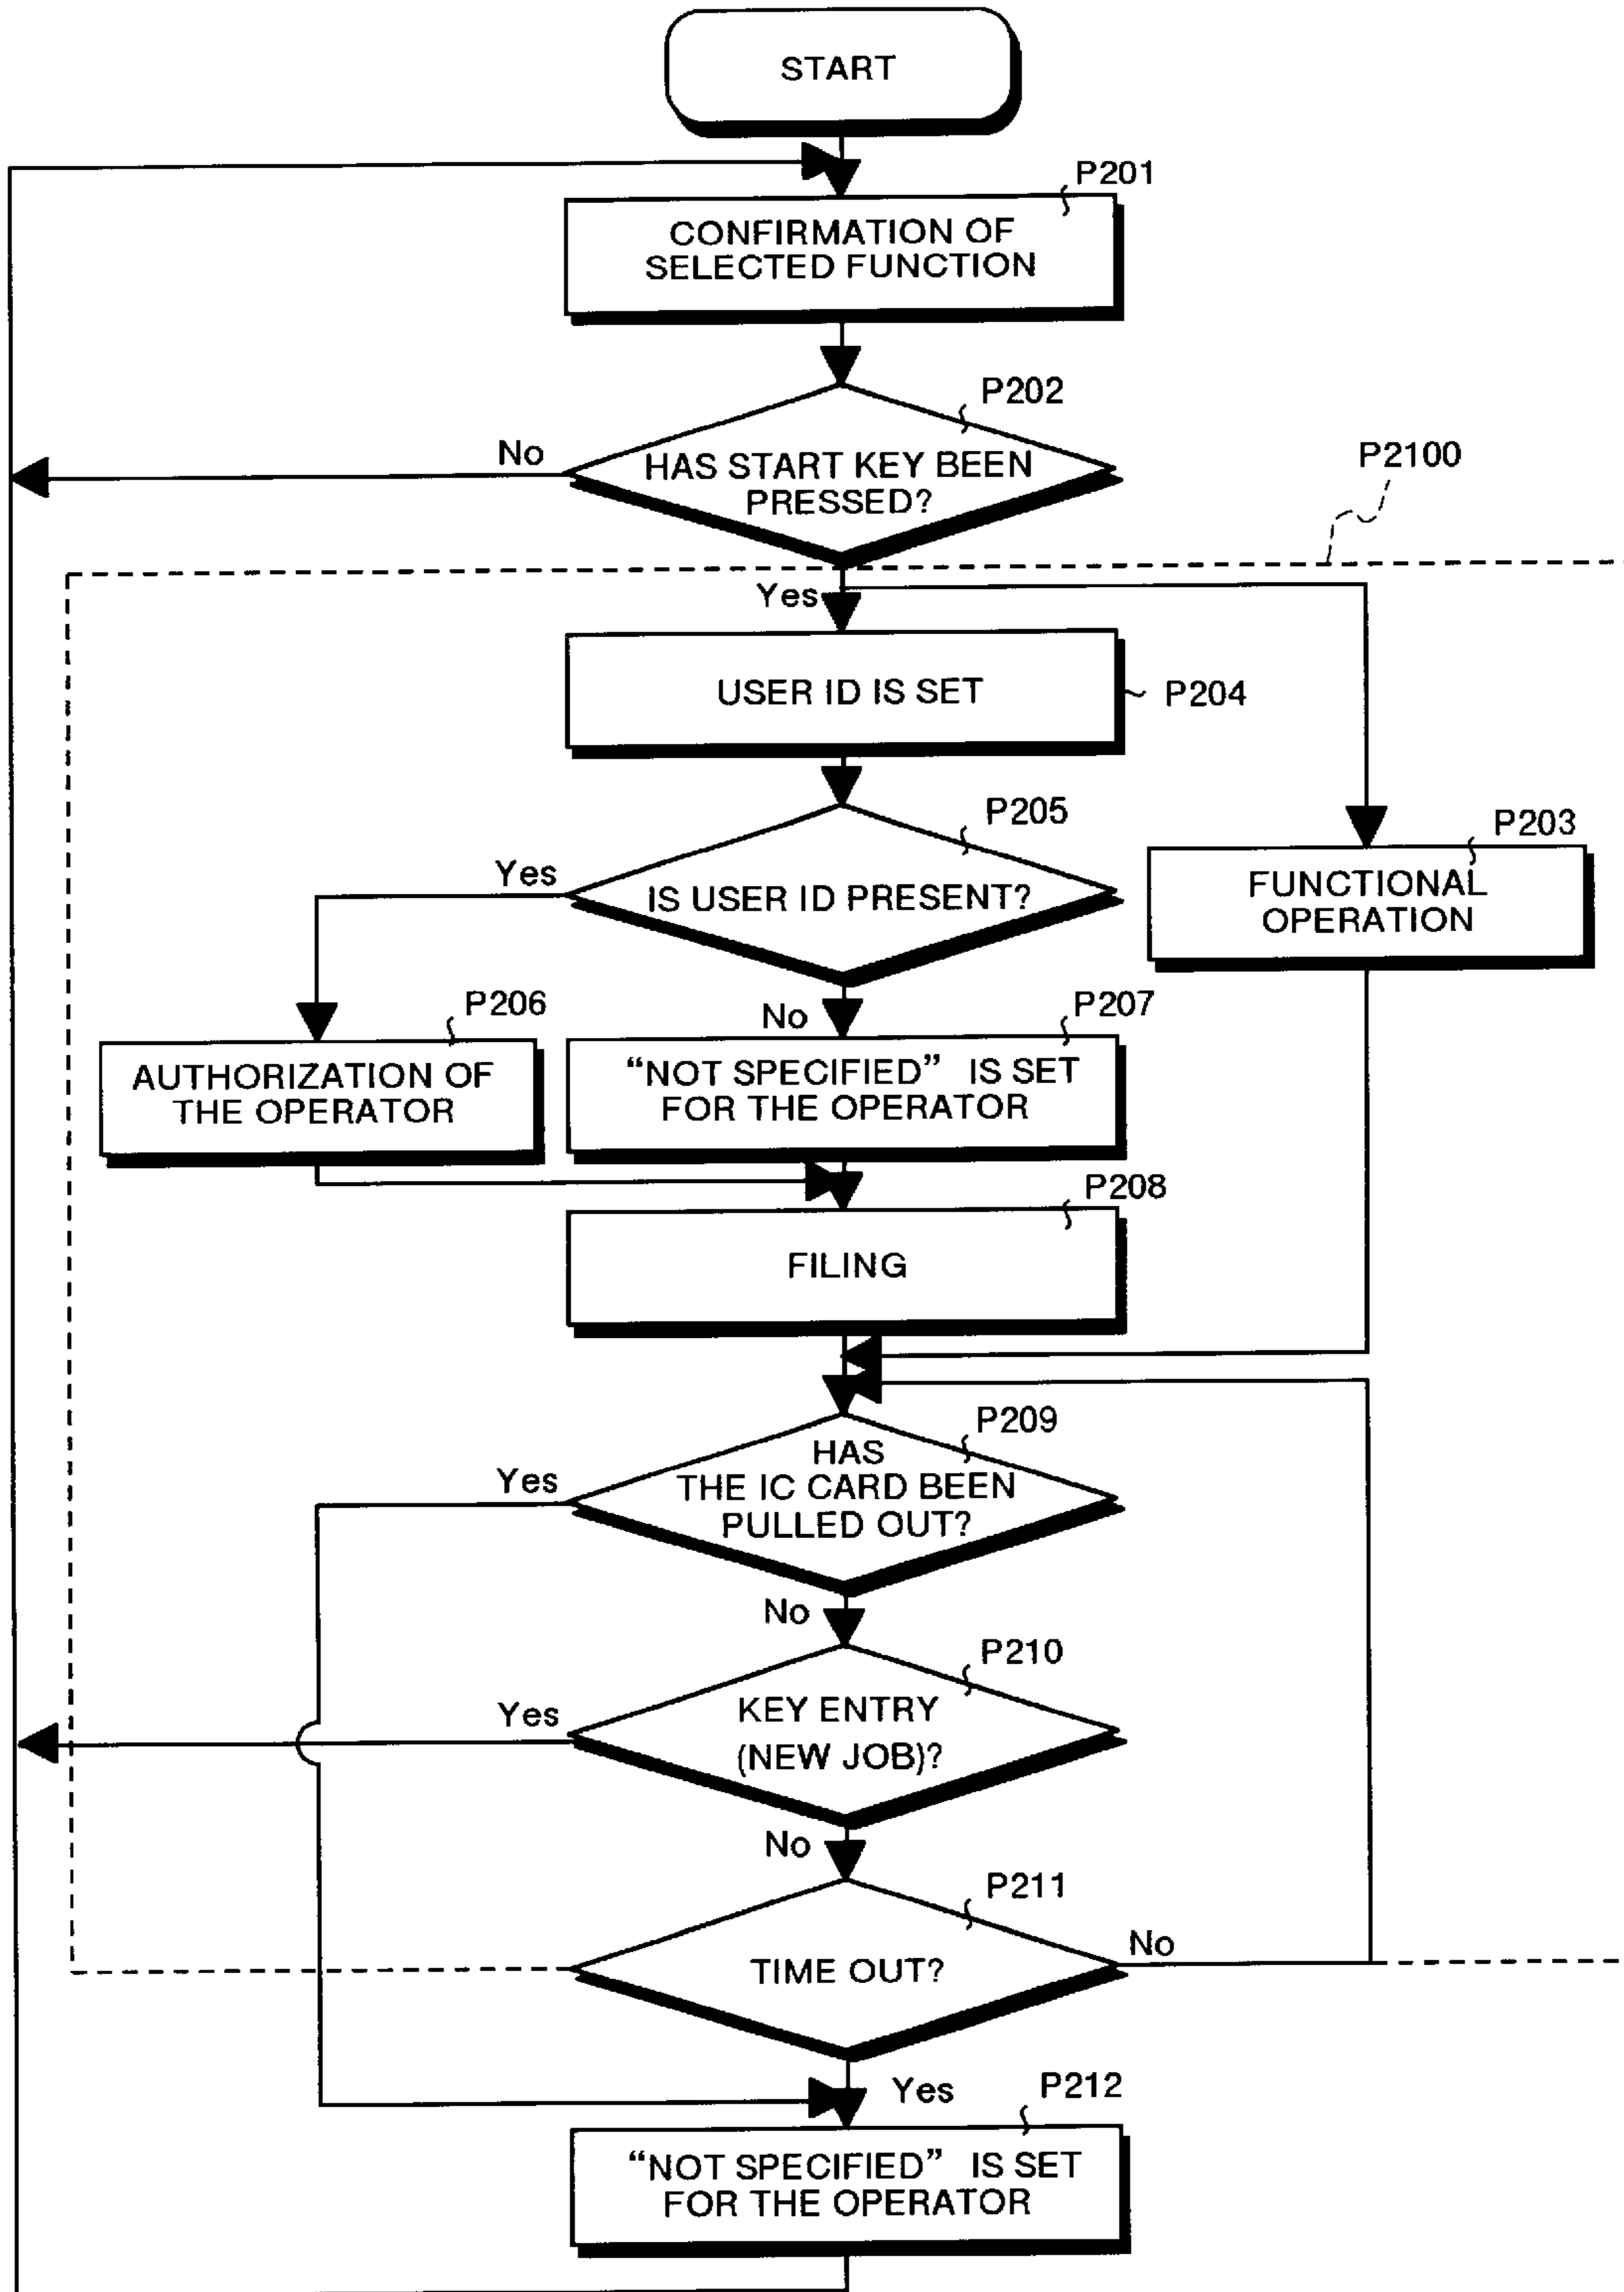 START
P201
CONFIRMATION OF
SELECTED FUNCTION
P202
No
HAS START KEY BEEN
PRESSED?
P2100
Yes
USER ID IS SET
P204
P205
Yes
IS USER ID PRESENT?
P203
FUNCTIONAL
OPERATION
No
P206
AUTHORIZATION OF
THE OPERATOR
P207
“NOT SPECIFIED” IS SET
FOR THE OPERATOR
P208
FILING
P209
Yes
HAS
THE IC CARD BEEN
PULLED OUT?
No
P210
Yes
KEY ENTRY
(NEW JOB)?
No
P211
TIME OUT?
No
Yes
P212
“NOT SPECIFIED” IS SET
FOR THE OPERATOR